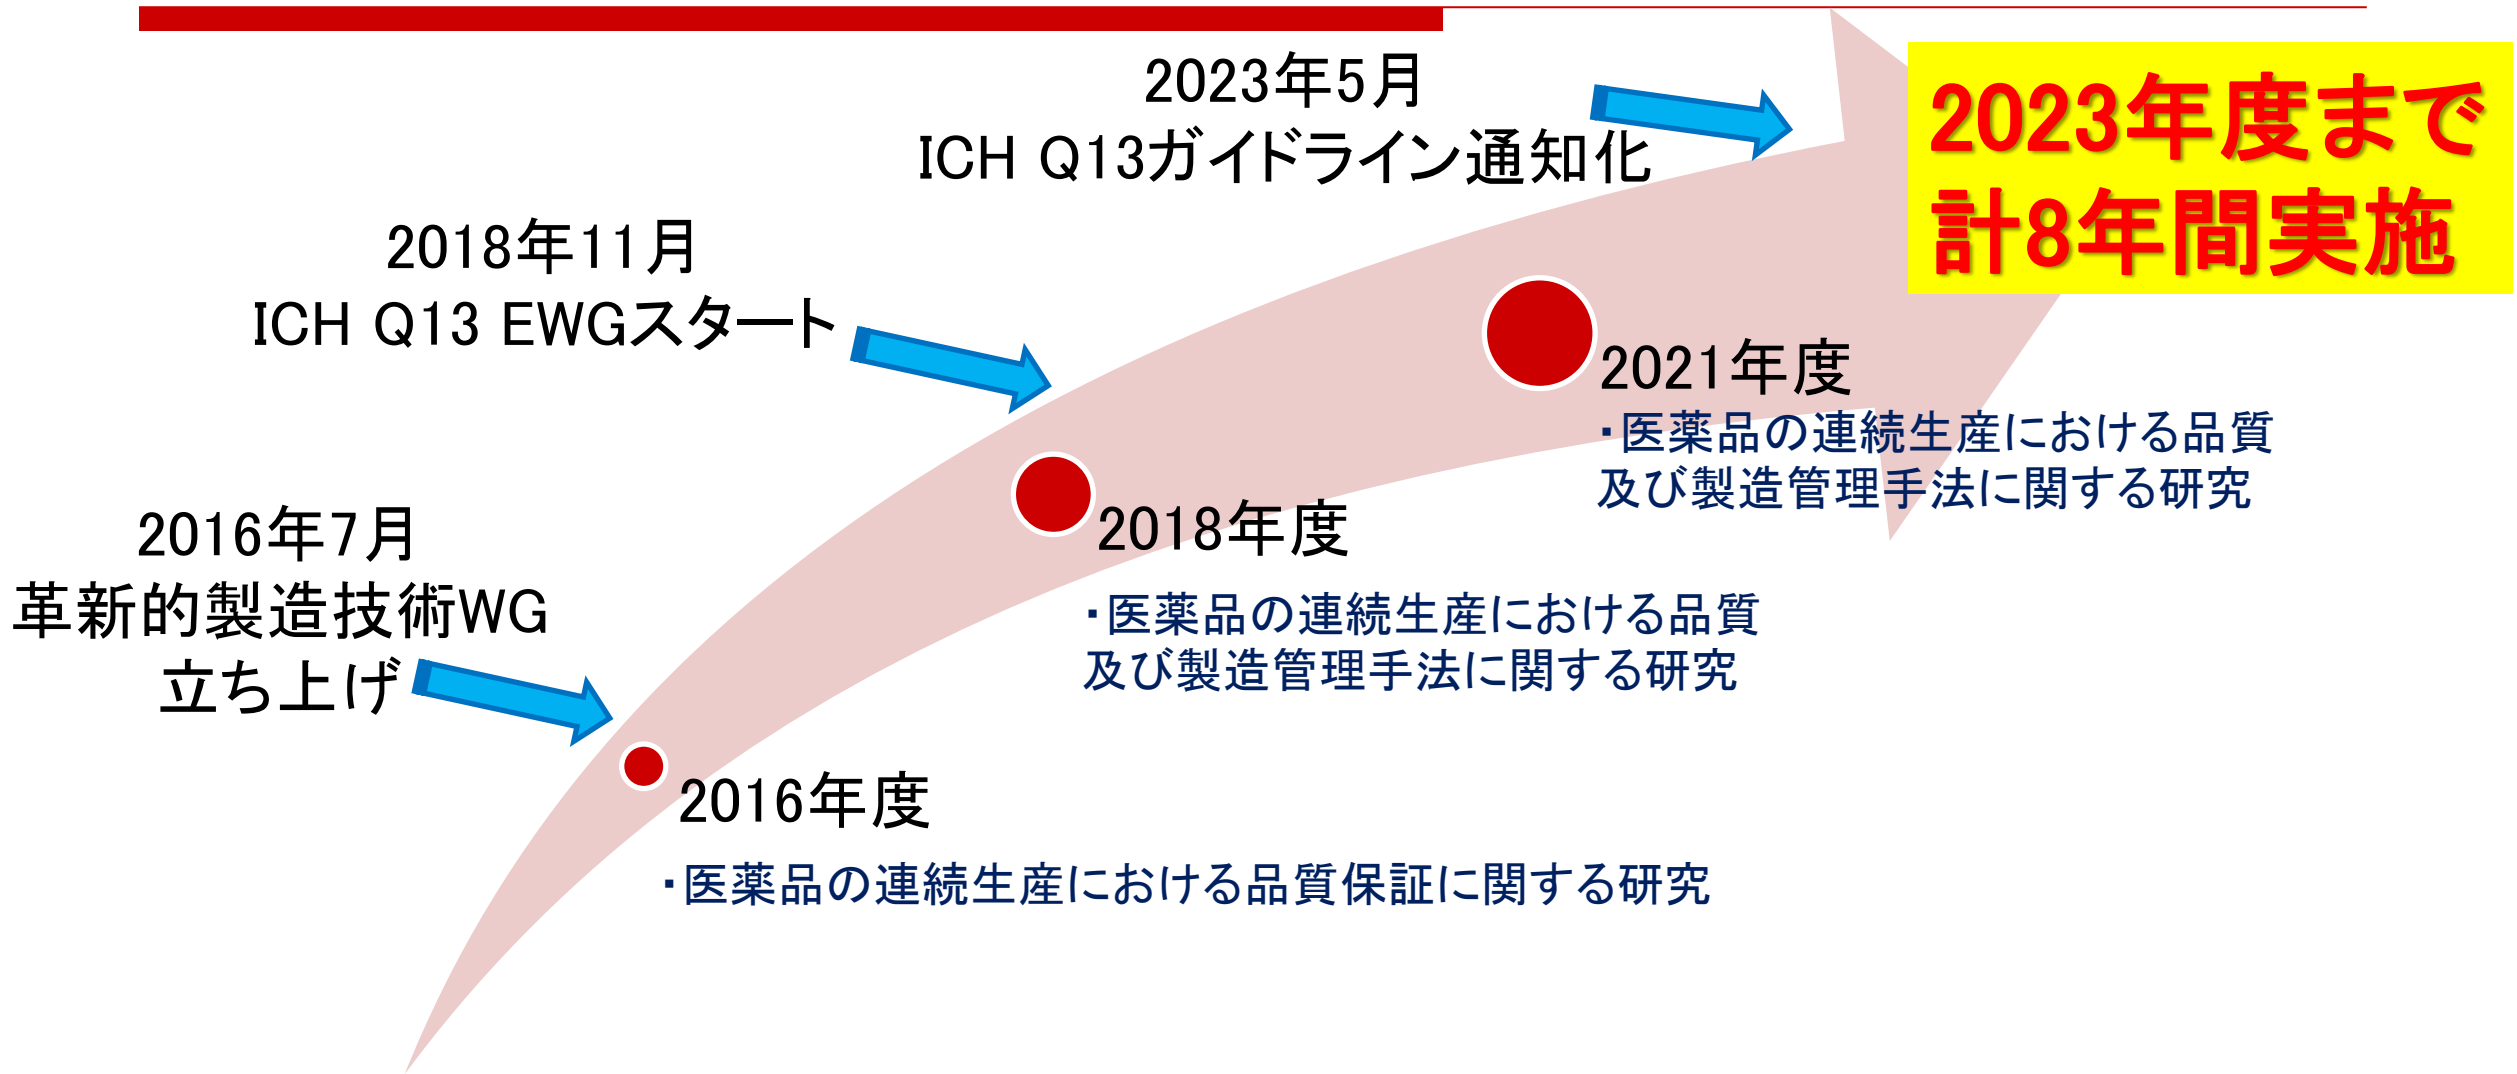 2023年5月
ICH Q13ガイドライン通知化
2023年度まで
計8年間実施
2018年11月
ICH Q13 EWGスタート
2021年度
・医薬品の連続生産における品質
及び製造管理手法に関する研究
2016年7月
革新的製造技術WG
立ち上げ
2018年度
・医薬品の連続生産における品質
及び製造管理手法に関する研究
2016年度
・医薬品の連続生産における品質保証に関する研究